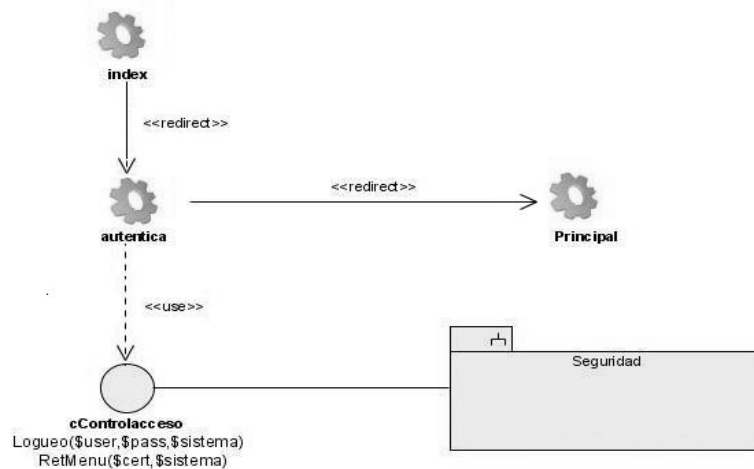 index
<<redirect>>
<<redirect>>
autentica
Principal
<<use>>
Seguridad
cControlacceso
Logueo($user,$pass,$sistema)
RetMenu($cert,$sistema)